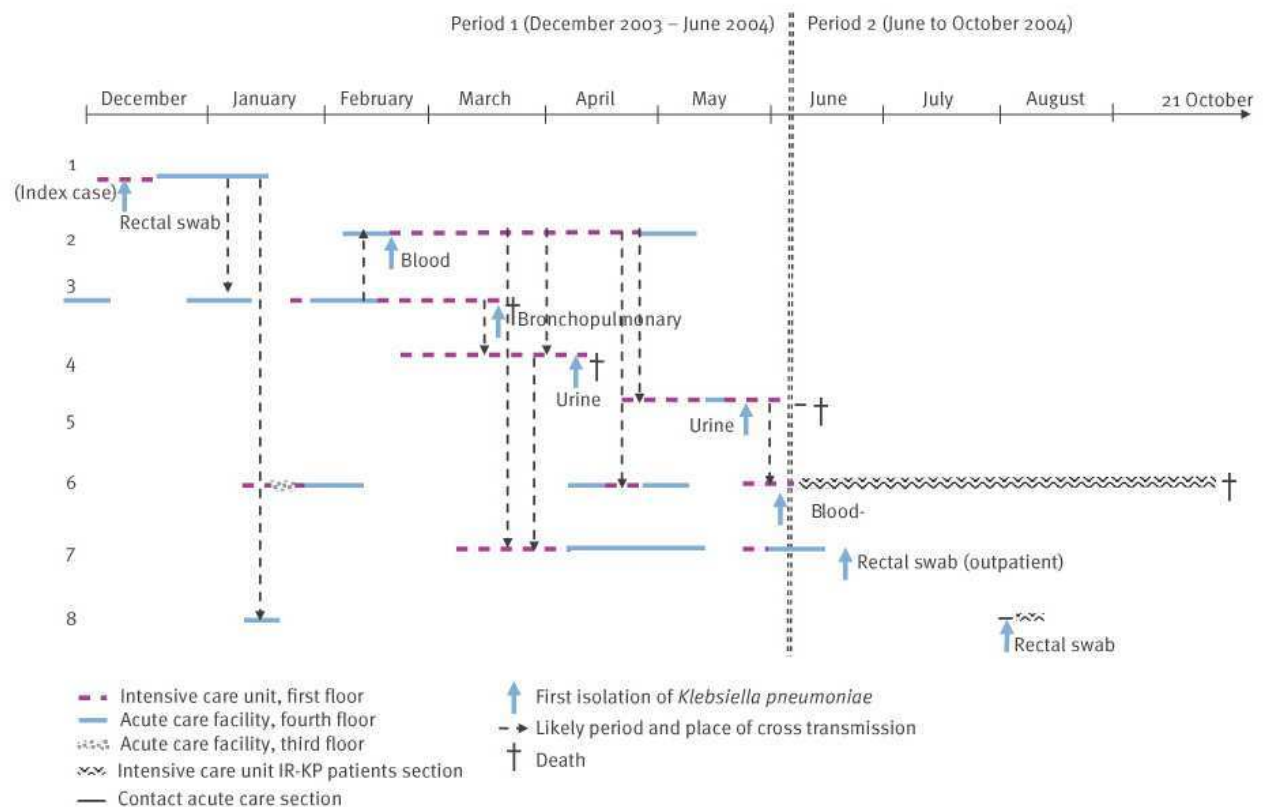 Period 1 (December 2003 – June 2004)
Period 2 (June to October 2004)
December
January
February
March
April
May
June
July
August
21 October
1
(Index case)
Rectal swab
2
Blood
3
Bronchopulmonary
4
Urine
5
Urine
6
Blood-
7
Rectal swab (outpatient)
8
Rectal swab
Intensive care unit, first floor
Acute care facility, fourth floor
Acute care facility, third floor
Intensive care unit IR-KP patients section
Contact acute care section
First isolation of Klebsiella pneumoniae
Likely period and place of cross transmission
Death